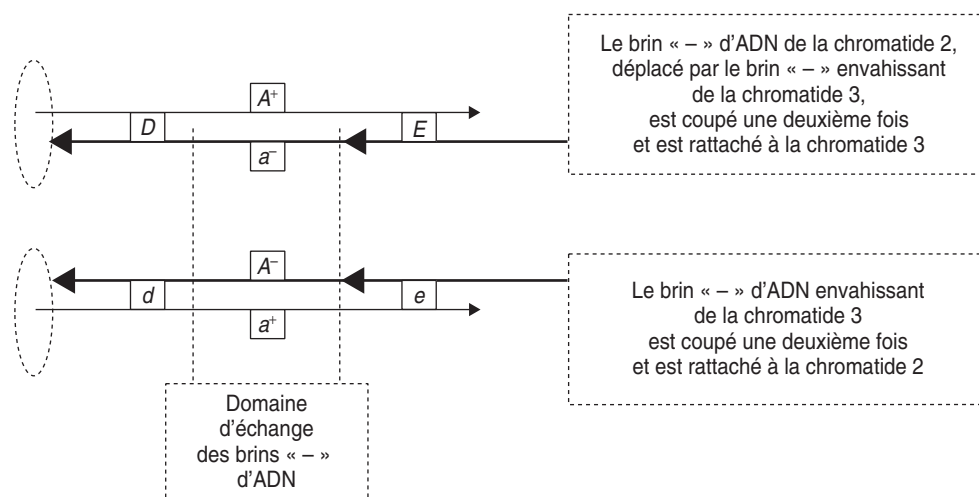 A⁺
D
E
a⁻
Le brin « – » d'ADN de la chromatide 2,
déplacé par le brin « – » envahissant
de la chromatide 3,
est coupé une deuxième fois
et est rattaché à la chromatide 3
A⁻
d
e
a⁺
Le brin « – » d'ADN envahissant
de la chromatide 3
est coupé une deuxième fois
et est rattaché à la chromatide 2
Domaine
d'échange
des brins « – »
d'ADN